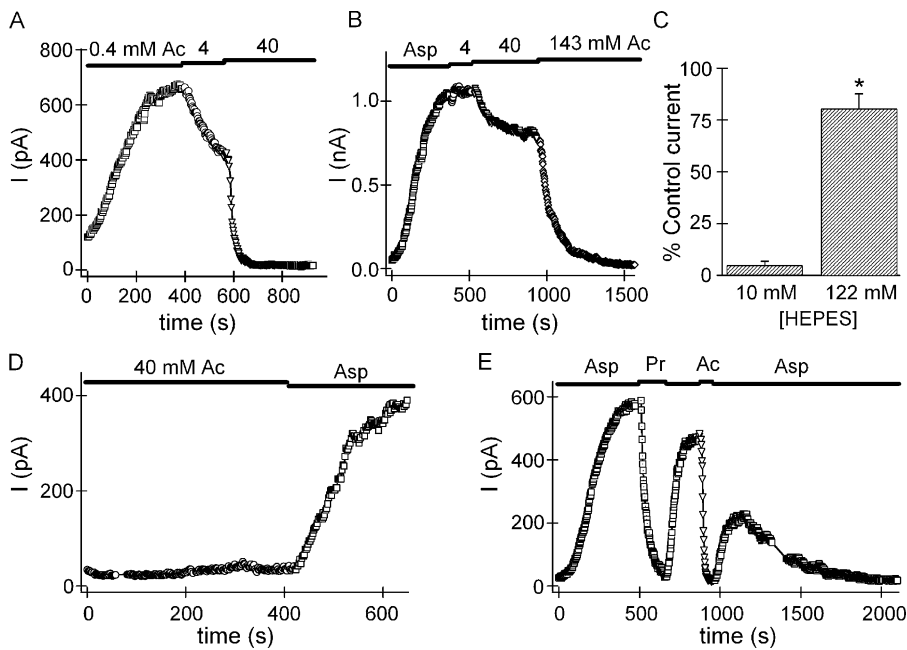 A
0.4 mM Ac 4 40
800
600
400
200
0
I (pA)
0 200 400 600 800
time (s)
B
Asp 4 40 143 mM Ac
1.0
0.5
0.0
I (nA)
0 500 1000 1500
time (s)
C
100
75
50
25
0
% Control current
*
10 mM 122 mM
[HEPES]
D
40 mM Ac Asp
400
200
0
I (pA)
0 200 400 600
time (s)
E
Asp Pr Ac Asp
600
400
200
0
I (pA)
0 500 1000 1500 2000
time (s)